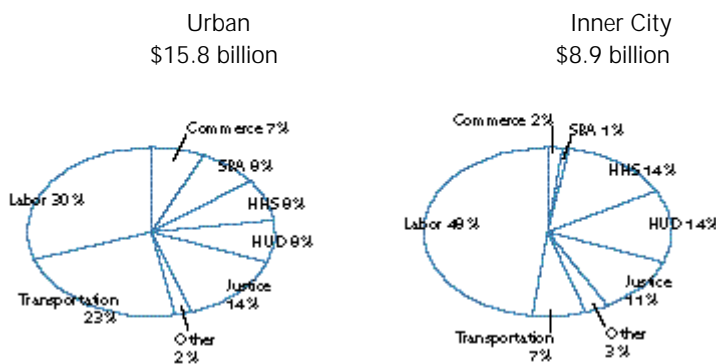 Urban
$15.8 billion
Commerce 7%
SBA 8%
HHS 8%
HUD 8%
Justice
14%
Other
2%
Transportation
23%
Labor 30%
Inner City
$8.9 billion
Commerce 2%
SBA 1%
HHS 14%
HUD 14%
Justice
11%
Other
3%
Transportation
7%
Labor 48%